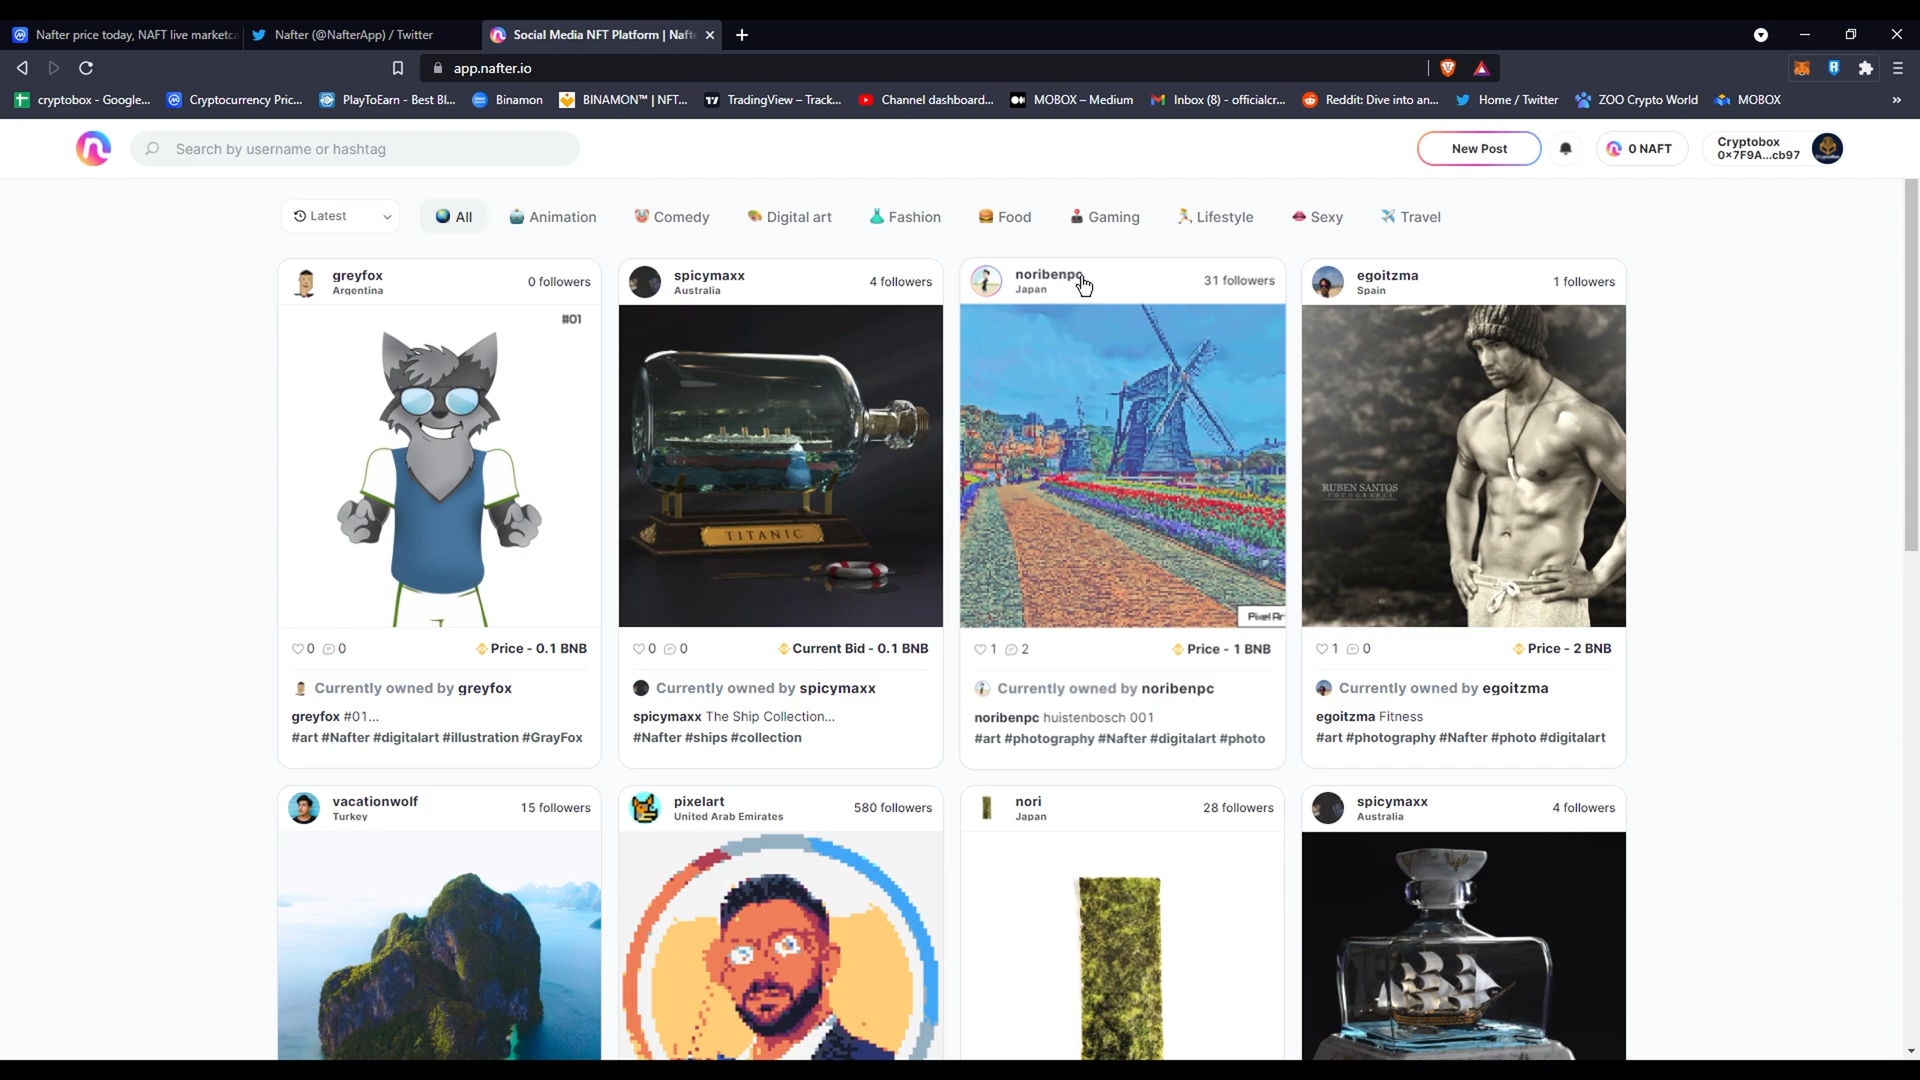 Nafter price today, NAFT live marketca
Nafter (@NafterApp) / Twitter
Social Media NFT Platform | Naft
app.nafter.io
cryptobox - Google...
Cryptocurrency Pric...
PlayToEarn - Best Bl...
Binamon
BINAMON™ | NFT...
TradingView – Track...
Channel dashboard...
MOBOX – Medium
Inbox (8) - officialcr...
Reddit: Dive into an...
Home / Twitter
ZOO Crypto World
MOBOX
»
Search by username or hashtag
New Post
0 NAFT
Cryptobox
0x7F9A...cb97
Latest
All
Animation
Comedy
Digital art
Fashion
Food
Gaming
Lifestyle
Sexy
Travel
greyfox
Argentina
0 followers
spicymaxx
Australia
4 followers
noribenpc
Japan
31 followers
egoitzma
Spain
1 followers
#01
TITANIC
Pixel Ar
RUBEN SANTOS
FOTOGRAFIA
0 0
Price - 0.1 BNB
0 0
Current Bid - 0.1 BNB
1 2
Price - 1 BNB
1 0
Price - 2 BNB
Currently owned by greyfox
Currently owned by spicymaxx
Currently owned by noribenpc
Currently owned by egoitzma
greyfox #01...
#art #Nafter #digitalart #illustration #GrayFox
spicymaxx The Ship Collection...
#Nafter #ships #collection
noribenpc huistenbosch 001
#art #photography #Nafter #digitalart #photo
egoitzma Fitness
#art #photography #Nafter #photo #digitalart
vacationwolf
Turkey
15 followers
pixelart
United Arab Emirates
580 followers
nori
Japan
28 followers
spicymaxx
Australia
4 followers